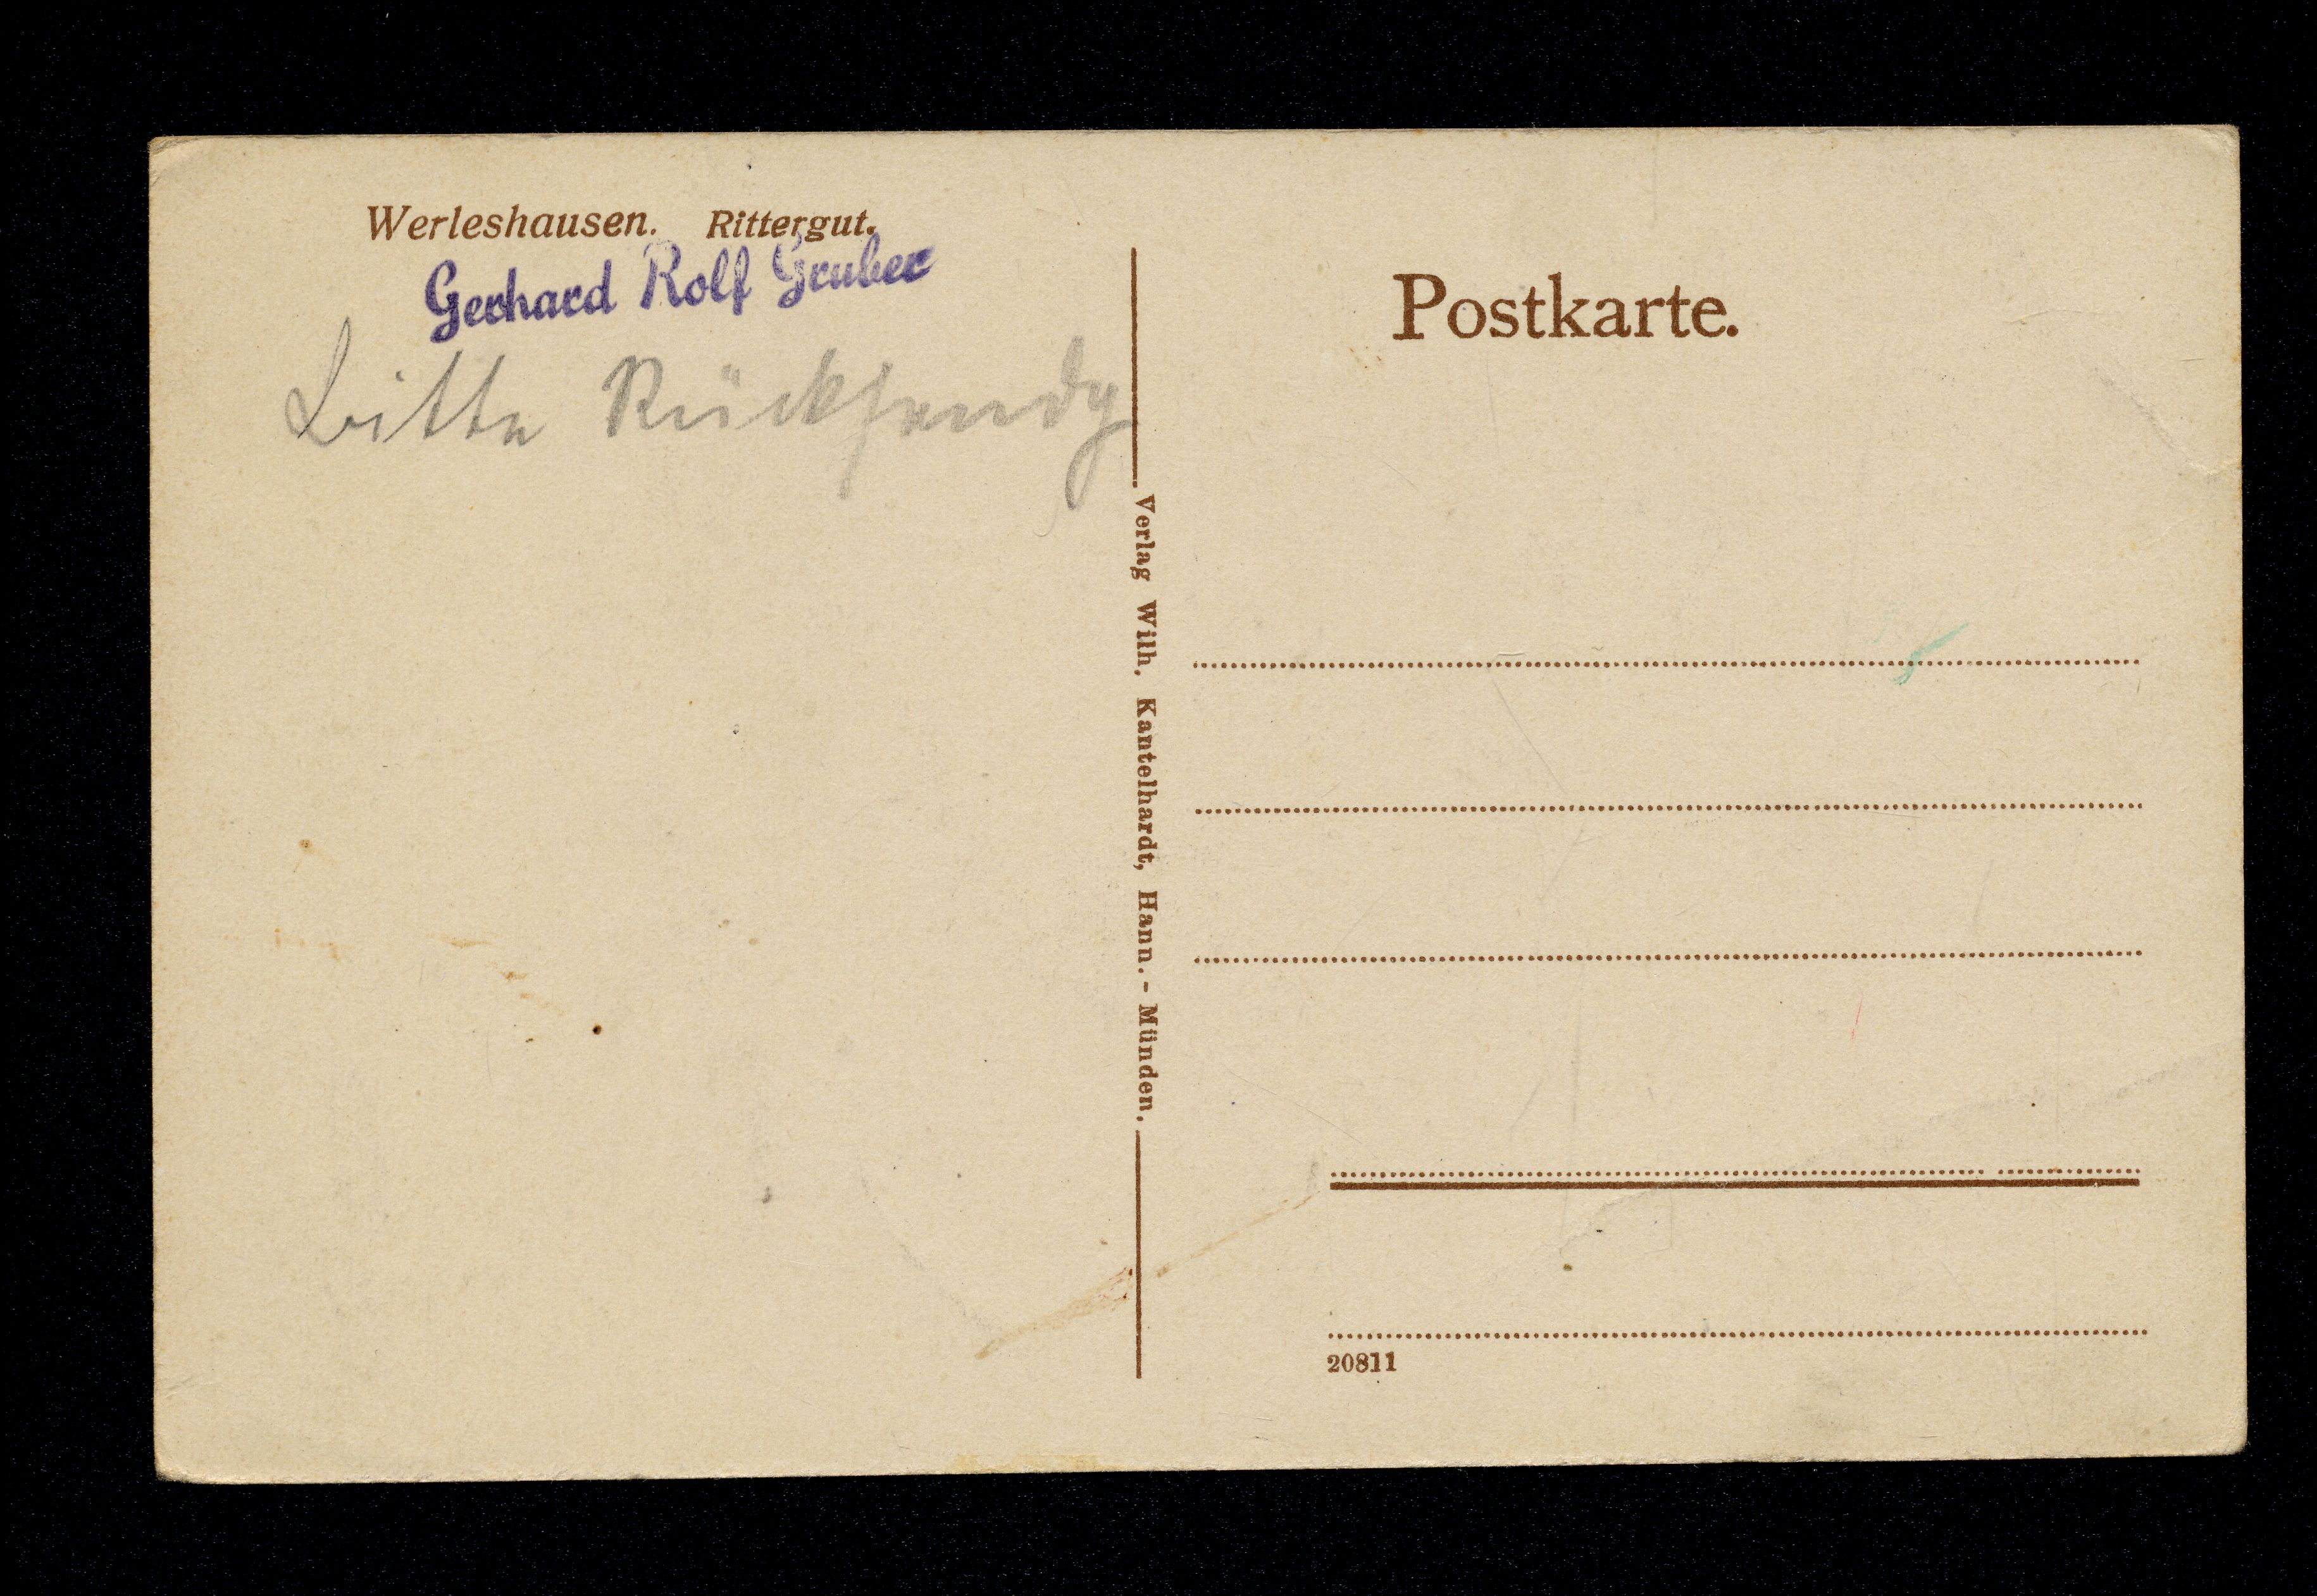 Werleshausen. Rittergut.
Gerhard Rolf Gruber
Bitte Rücksendg
Verlag Wilh. Kantelhardt, Hann.-Münden.
Postkarte.
20811